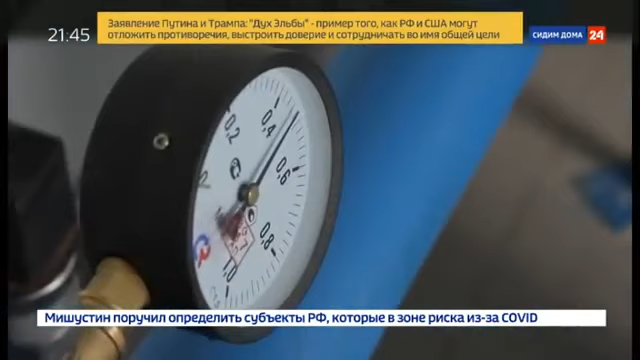 21:45
Заявление Путина и Трампа: "Дух Эльбы" - пример того, как РФ и США могут
отложить противоречия, выстроить доверие и сотрудничать во имя общей цели
СИДИМ ДОМА 24
0,2
0,4
0,6
0,8
1,0
Мишустин поручил определить субъекты РФ, которые в зоне риска из-за COVID